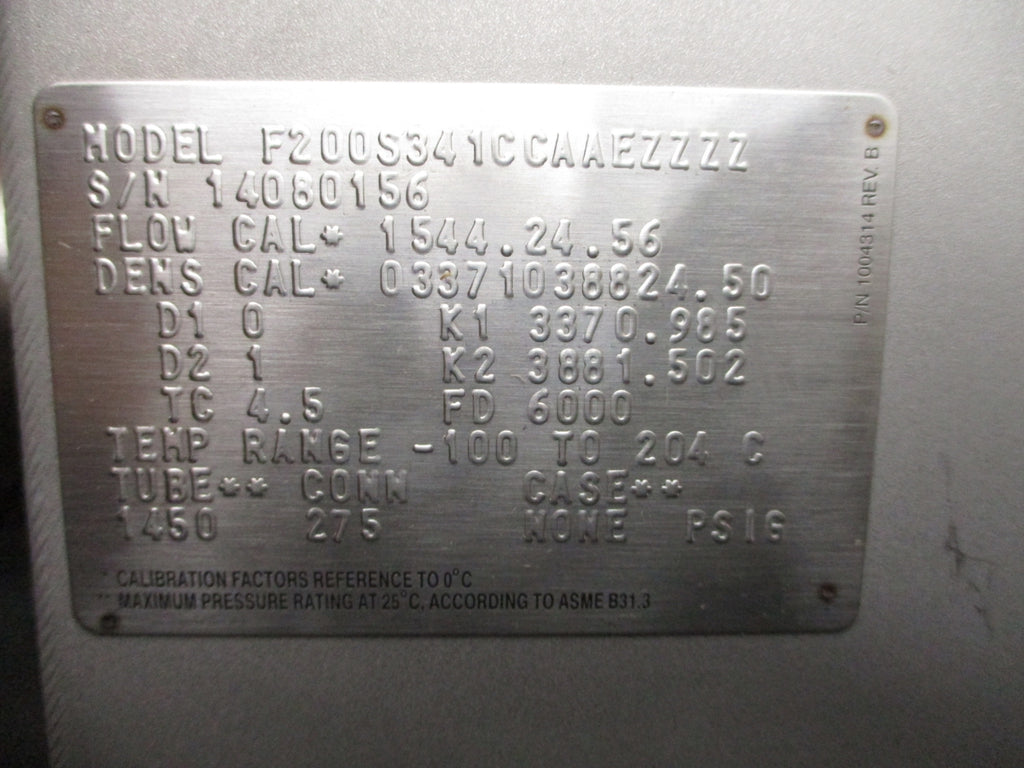 MODEL F200S341CCAAEZZZZ
S/N 14080156
FLOW CAL* 1544.24.56
DENS CAL* 03371038824.50
D1 0 K1 3370.985
D2 1 K2 3881.502
TC 4.5 FD 6000
TEMP RANGE -100 TO 204 C
TUBE** CONN CASE**
1450 275 NONE PSIG
* CALIBRATION FACTORS REFERENCE TO 0°C
** MAXIMUM PRESSURE RATING AT 25°C, ACCORDING TO ASME B31.3
P/N 1004314 REV. B